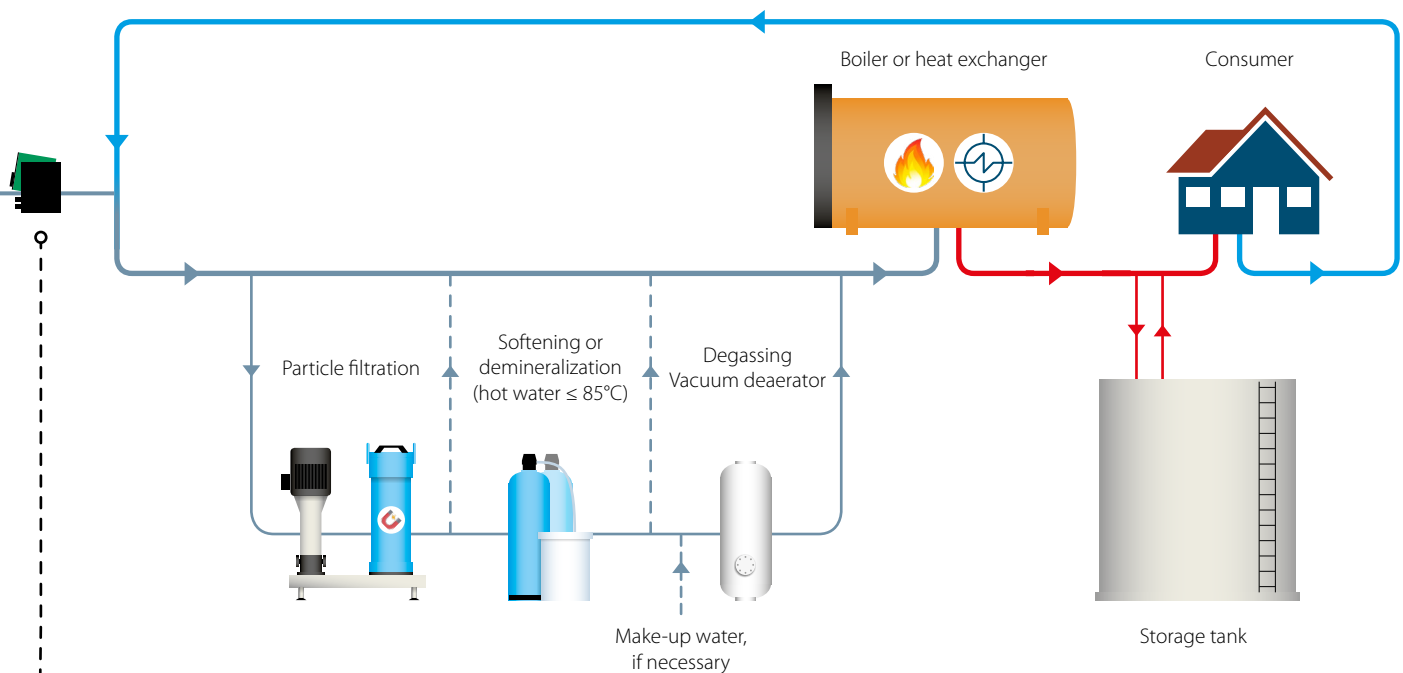 Boiler or heat exchanger
Consumer
Particle filtration
Softening or
demineralization
(hot water ≤ 85°C)
Degassing
Vacuum deaerator
Make-up water,
if necessary
Storage tank